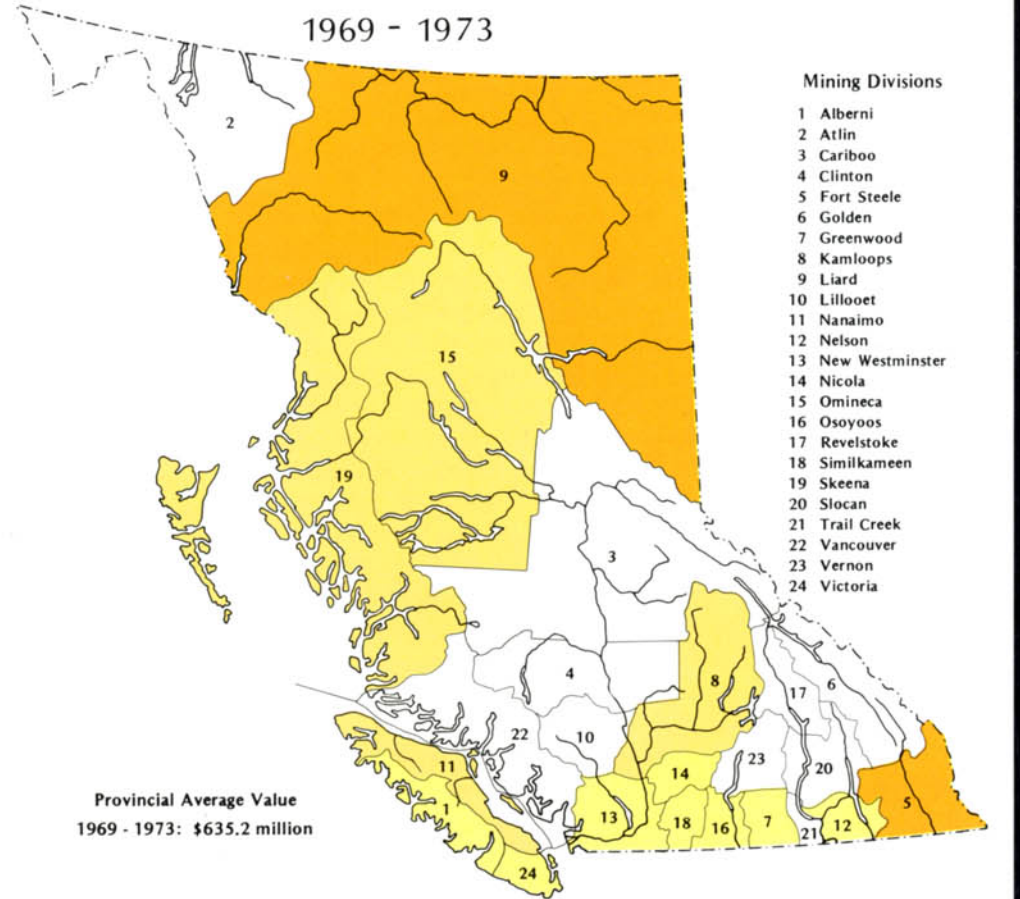 1969 - 1973
Mining Divisions
1 Alberni
2 Atlin
3 Cariboo
4 Clinton
5 Fort Steele
6 Golden
7 Greenwood
8 Kamloops
9 Liard
10 Lillooet
11 Nanaimo
12 Nelson
13 New Westminster
14 Nicola
15 Omineca
16 Osoyoos
17 Revelstoke
18 Similkameen
19 Skeena
20 Slocan
21 Trail Creek
22 Vancouver
23 Vernon
24 Victoria
2
9
15
19
3
4
8
17
6
22
10
23
11
14
20
1
13
18
16
7
21
12
5
24
Provincial Average Value
1969 - 1973: $635.2 million